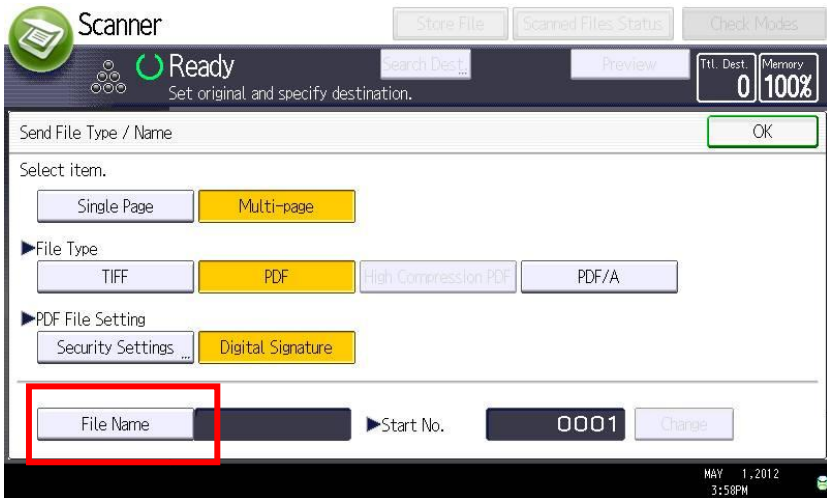 Scanner
Store File Scanned Files Status Check Modes
Ready
Search Dest. Preview
Ttl. Dest. Memory
0 100%
Set original and specify destination.
Send File Type / Name OK
Select item.
Single Page Multi-page
►File Type
TIFF PDF High Compression PDF PDF/A
►PDF File Setting
Security Settings Digital Signature
File Name ►Start No. 0001 Change
MAY 1,2012
3:58PM